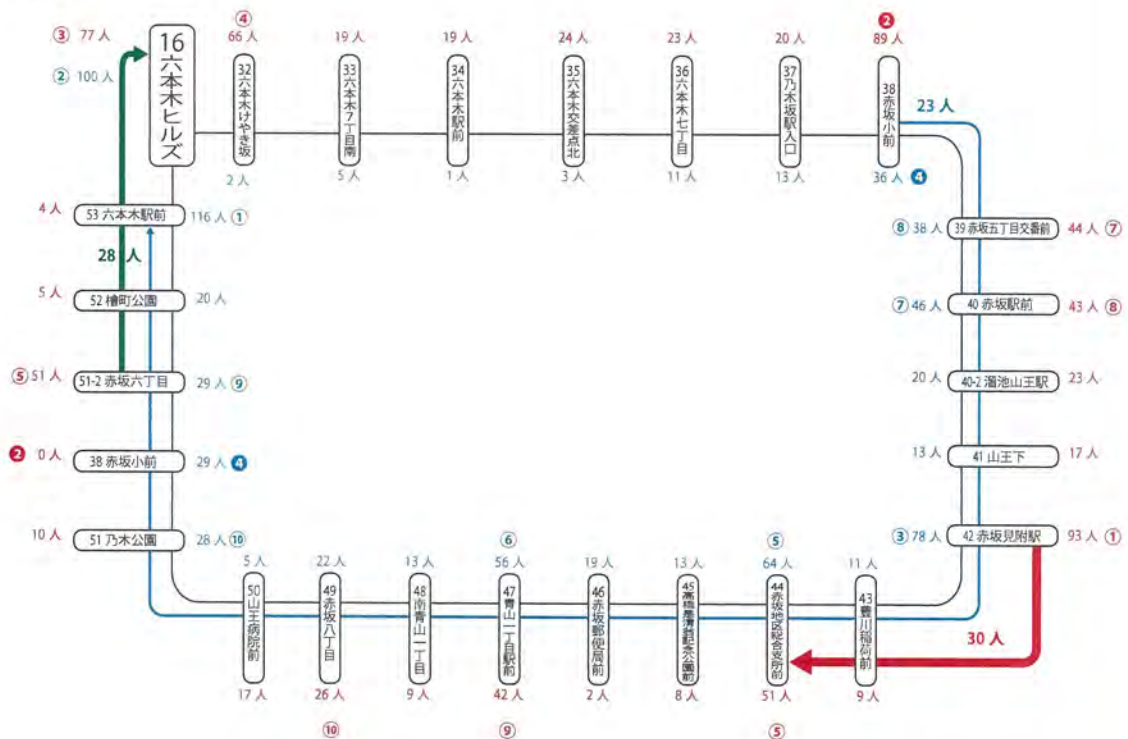 ③ 77人
② 100人
16 六本木ヒルズ
④
66人
32 六本木けやき坂
2人
19人
33 六本木7丁目南
5人
19人
34 六本木駅前
1人
24人
35 六本木交差点北
3人
23人
36 六本木七丁目
11人
20人
37 乃木坂駅入口
13人
❷
89人
38 赤坂小前
36人 ❹
23人
⑧ 38人 39 赤坂五丁目交番前 44人 ⑦
⑦ 46人 40 赤坂駅前 43人 ⑧
20人 40-2 溜池山王駅 23人
13人 41 山王下 17人
③ 78人 42 赤坂見附駅 93人 ①
30人
11人
43 豊川稲荷前
9人
⑤
64人
44 赤坂地区総合支所前
51人
⑤
13人
45 高橋是清翁記念公園前
8人
19人
46 赤坂郵便局前
2人
⑥
56人
47 青山一丁目駅前
42人
⑨
13人
48 南青山一丁目
9人
22人
49 赤坂八丁目
26人
⑩
5人
50 山王病院前
17人
10人 51 乃木公園 28人 ⑩
❷ 0人 38 赤坂小前 29人 ❹
⑤ 51人 51-2 赤坂六丁目 29人 ⑨
5人 52 檜町公園 20人
28人
4人 53 六本木駅前 116人 ①